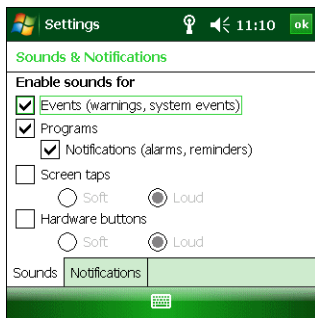 Settings 11:10 ok
Sounds & Notifications
Enable sounds for
Events (warnings, system events)
Programs
Notifications (alarms, reminders)
Screen taps
Soft Loud
Hardware buttons
Soft Loud
Sounds Notifications